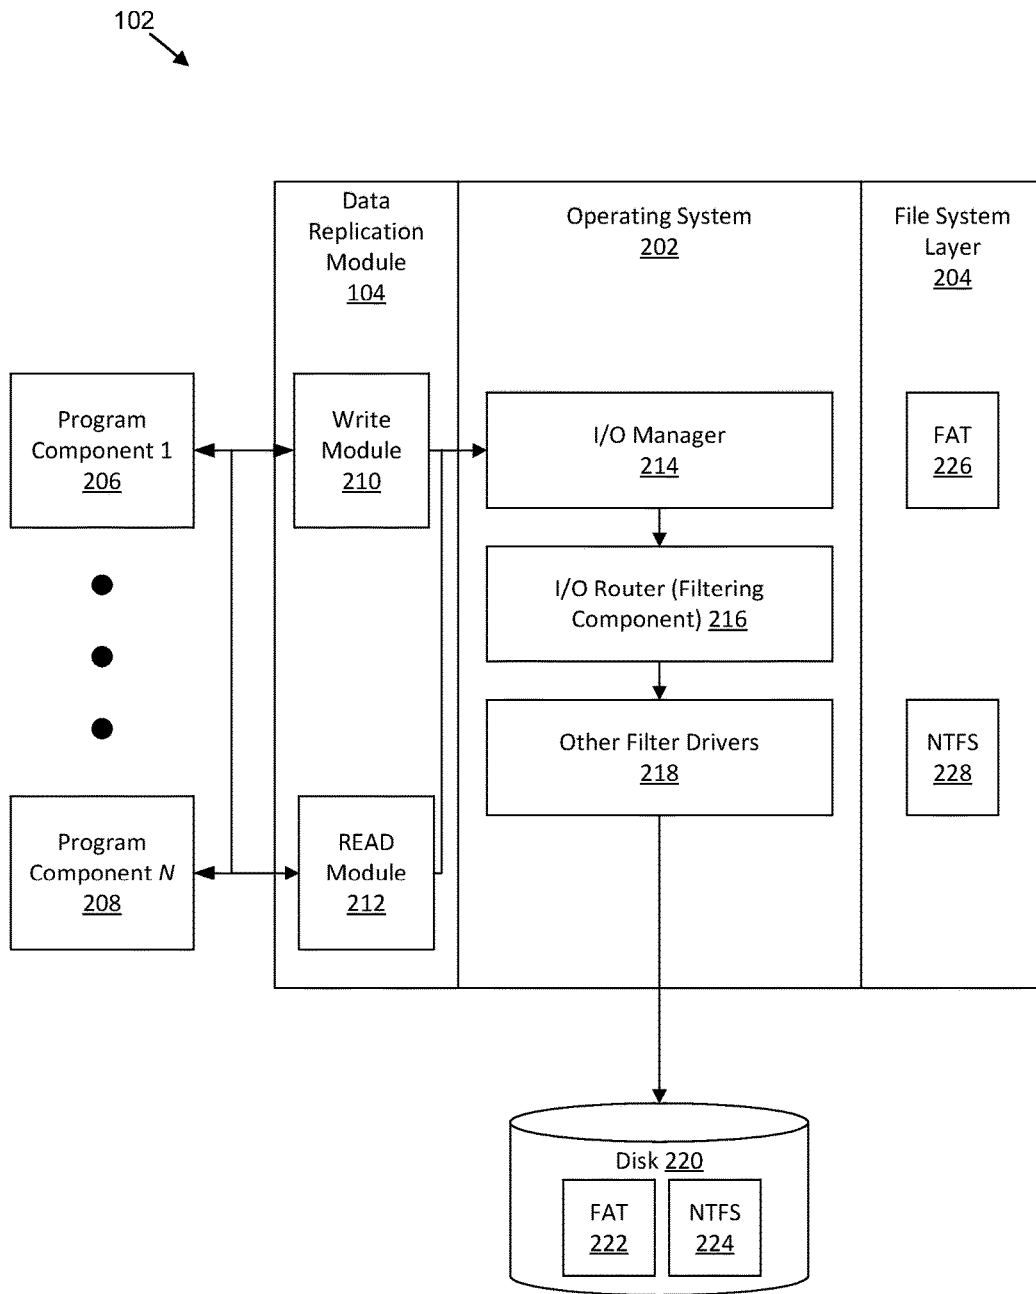 102
Data
Replication
Module
104
Operating System
202
File System
Layer
204
Program
Component 1
206
Write
Module
210
I/O Manager
214
FAT
226
I/O Router (Filtering
Component) 216
Other Filter Drivers
218
NTFS
228
Program
Component N
208
READ
Module
212
Disk 220
FAT
222
NTFS
224